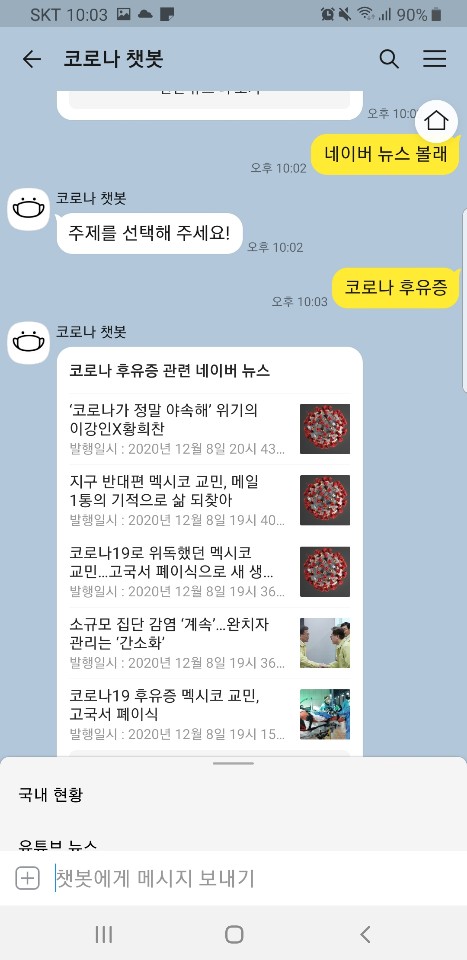 SKT 10:03
90%
코로나 챗봇
오후 10:02
네이버 뉴스 볼래
코로나 챗봇
주제를 선택해 주세요!
오후 10:02
코로나 후유증
오후 10:03
코로나 챗봇
코로나 후유증 관련 네이버 뉴스
‘코로나가 정말 야속해’ 위기의
이강인X황희찬
발행일시 : 2020년 12월 8일 20시 43...
지구 반대편 멕시코 교민, 메일
1통의 기적으로 삶 되찾아
발행일시 : 2020년 12월 8일 19시 40...
코로나19로 위독했던 멕시코
교민...고국서 폐이식으로 새 생...
발행일시 : 2020년 12월 8일 19시 36...
소규모 집단 감염 ‘계속’...완치자
관리는 ‘간소화’
발행일시 : 2020년 12월 8일 19시 36...
코로나19 후유증 멕시코 교민,
고국서 폐이식
발행일시 : 2020년 12월 8일 19시 15...
국내 현황
유튜브 뉴스
챗봇에게 메시지 보내기